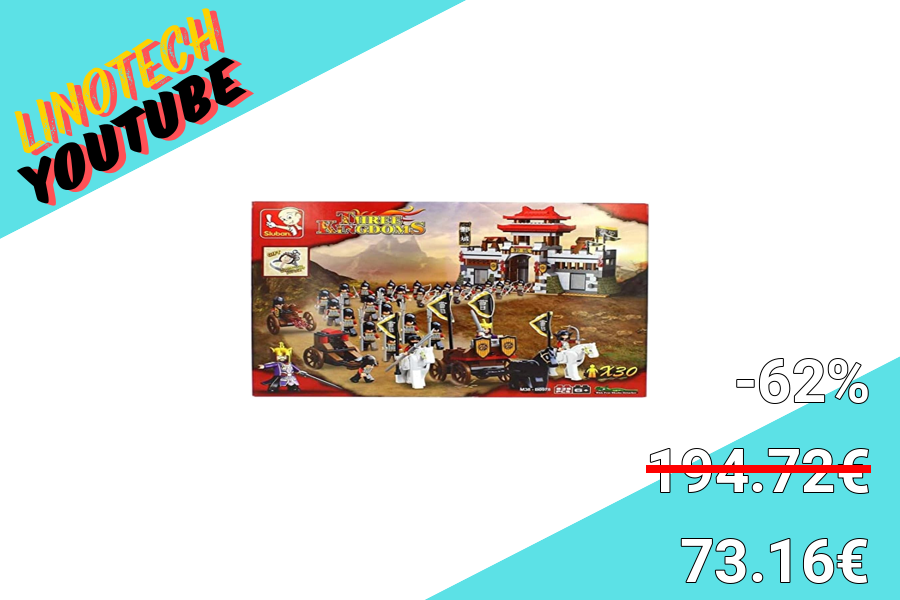 LINOTECH
YOUTUBE
Sluban
THREE
KINGDOMS
X30
-62%
194.72€
73.16€